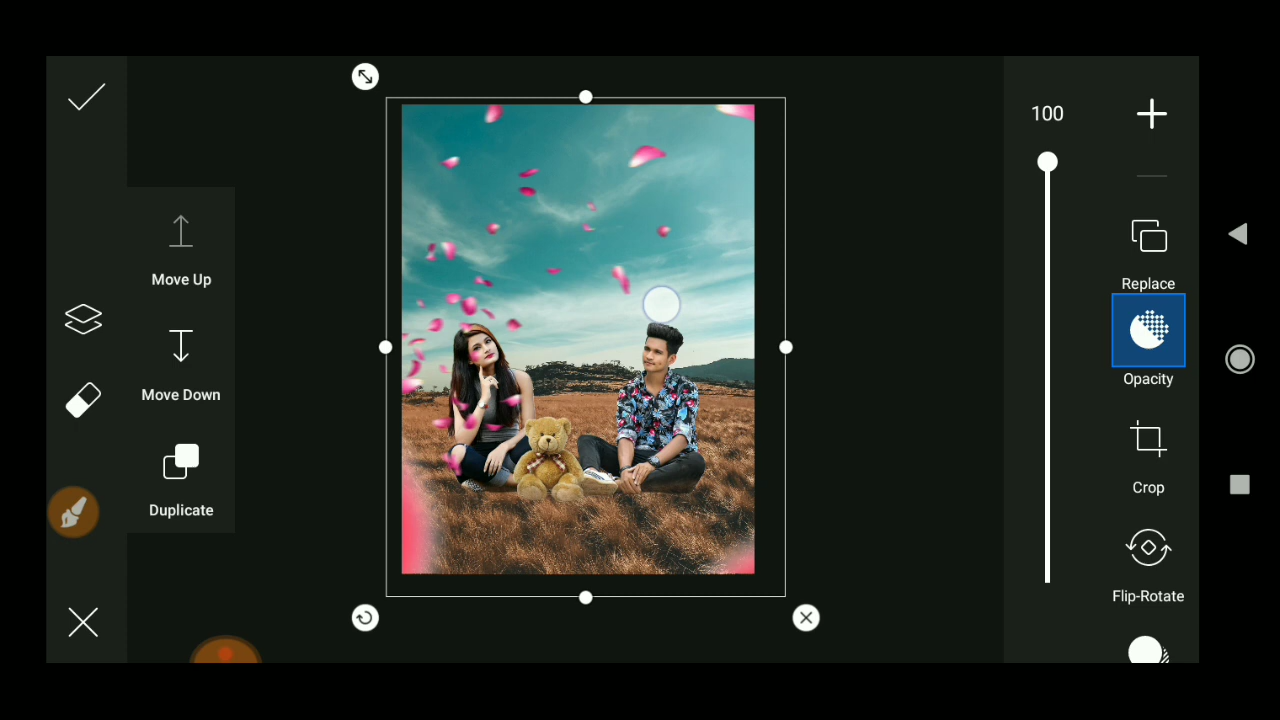 Move Up
Move Down
Duplicate
100
Replace
Opacity
Crop
Flip-Rotate